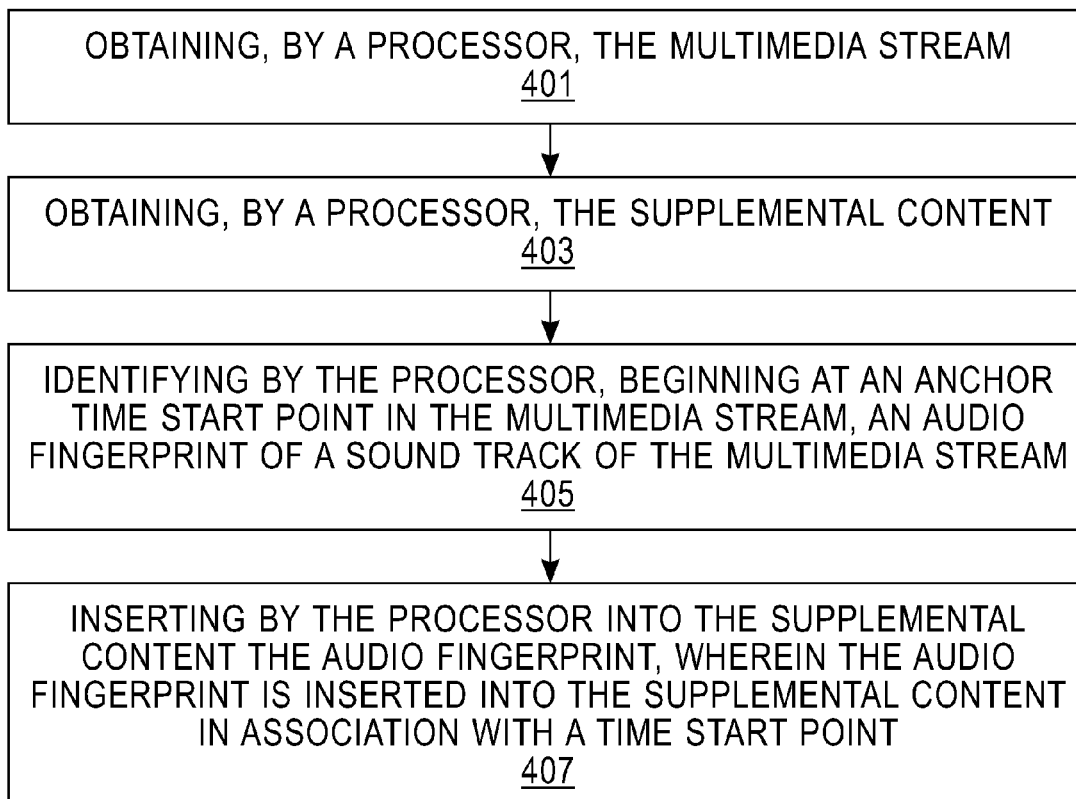 OBTAINING, BY A PROCESSOR, THE MULTIMEDIA STREAM
401
OBTAINING, BY A PROCESSOR, THE SUPPLEMENTAL CONTENT
403
IDENTIFYING BY THE PROCESSOR, BEGINNING AT AN ANCHOR
TIME START POINT IN THE MULTIMEDIA STREAM, AN AUDIO
FINGERPRINT OF A SOUND TRACK OF THE MULTIMEDIA STREAM
405
INSERTING BY THE PROCESSOR INTO THE SUPPLEMENTAL
CONTENT THE AUDIO FINGERPRINT, WHEREIN THE AUDIO
FINGERPRINT IS INSERTED INTO THE SUPPLEMENTAL CONTENT
IN ASSOCIATION WITH A TIME START POINT
407